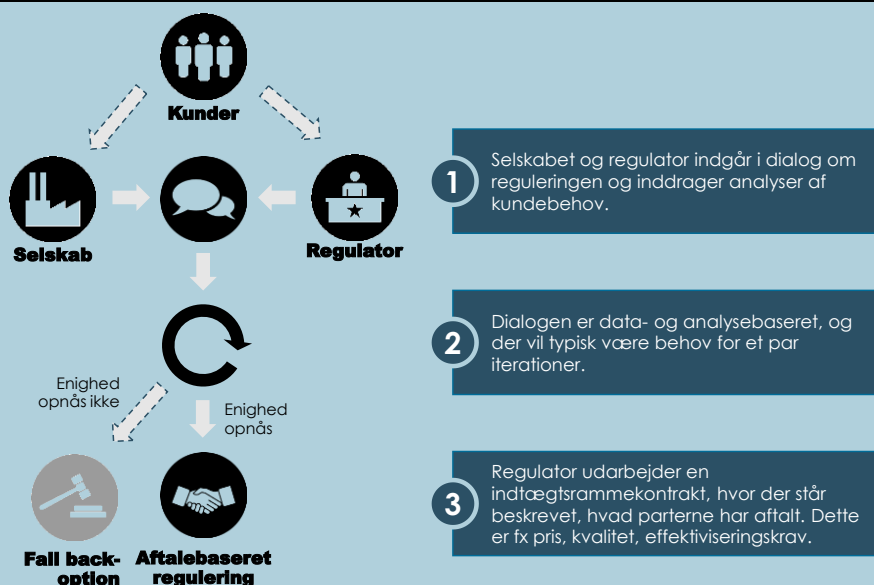 Kunder
Selskab
Regulator
1
Selskabet og regulator indgår i dialog om
reguleringen og inddrager analyser af
kundebehov.
2
Dialogen er data- og analysebaseret, og
der vil typisk være behov for et par
iterationer.
Enighed
opnås ikke
Enighed
opnås
3
Regulator udarbejder en
indtægtsrammekontrakt, hvor der står
beskrevet, hvad parterne har aftalt. Dette
er fx pris, kvalitet, effektiviseringskrav.
Fall back-
option
Aftalebaseret
regulering